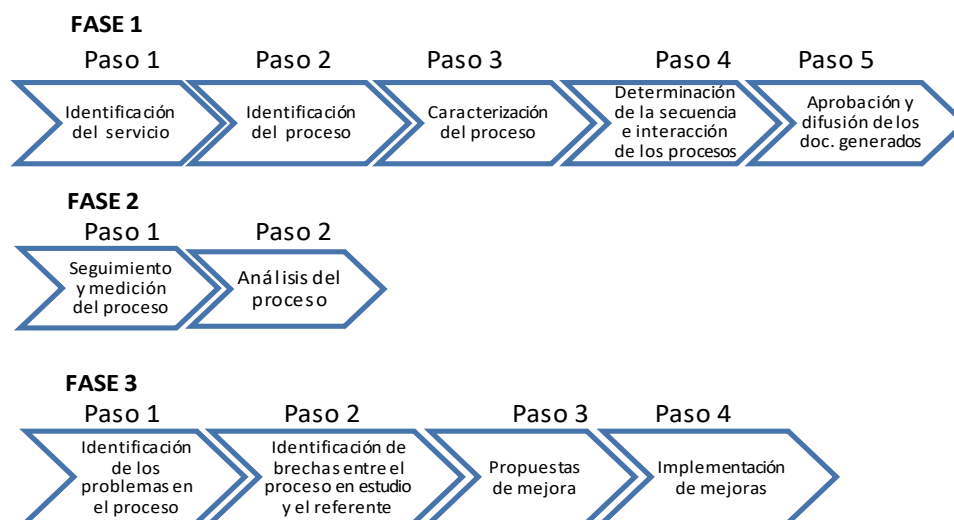 FASE 1
Paso 1
Paso 2
Paso 3
Paso 4
Paso 5
Identificación
del servicio
Identificación
del proceso
Caracterización
del proceso
Determinación
de la secuencia
e interacción
de los procesos
Aprobación y
difusión de los
doc. generados
FASE 2
Paso 1
Paso 2
Seguimiento
y medición
del proceso
Análisis del
proceso
FASE 3
Paso 1
Paso 2
Paso 3
Paso 4
Identificación
de los
problemas en
el proceso
Identificación de
brechas entre el
proceso en estudio
y el referente
Propuestas
de mejora
Implementación
de mejoras